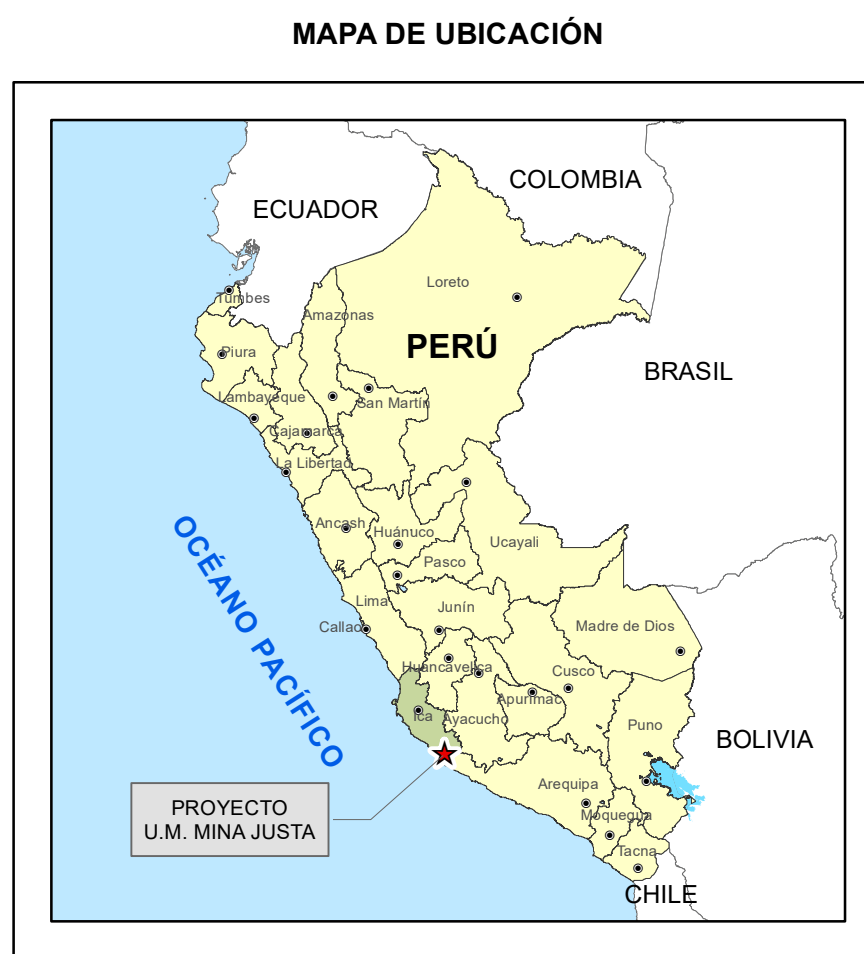 MAPA DE UBICACIÓN
COLOMBIA
ECUADOR
Loreto
Tumbes
Amazonas
PERÚ
Piura
BRASIL
Lambayeque
San Martín
Cajamarca
La Libertad
Ancash
Huánuco
Ucayali
Pasco
OCÉANO PACÍFICO
Lima
Junín
Callao
Madre de Dios
Huancavelica
Cusco
Apurímac
Ica
Ayacucho
Puno
BOLIVIA
Arequipa
PROYECTO
U.M. MINA JUSTA
Moquegua
Tacna
CHILE